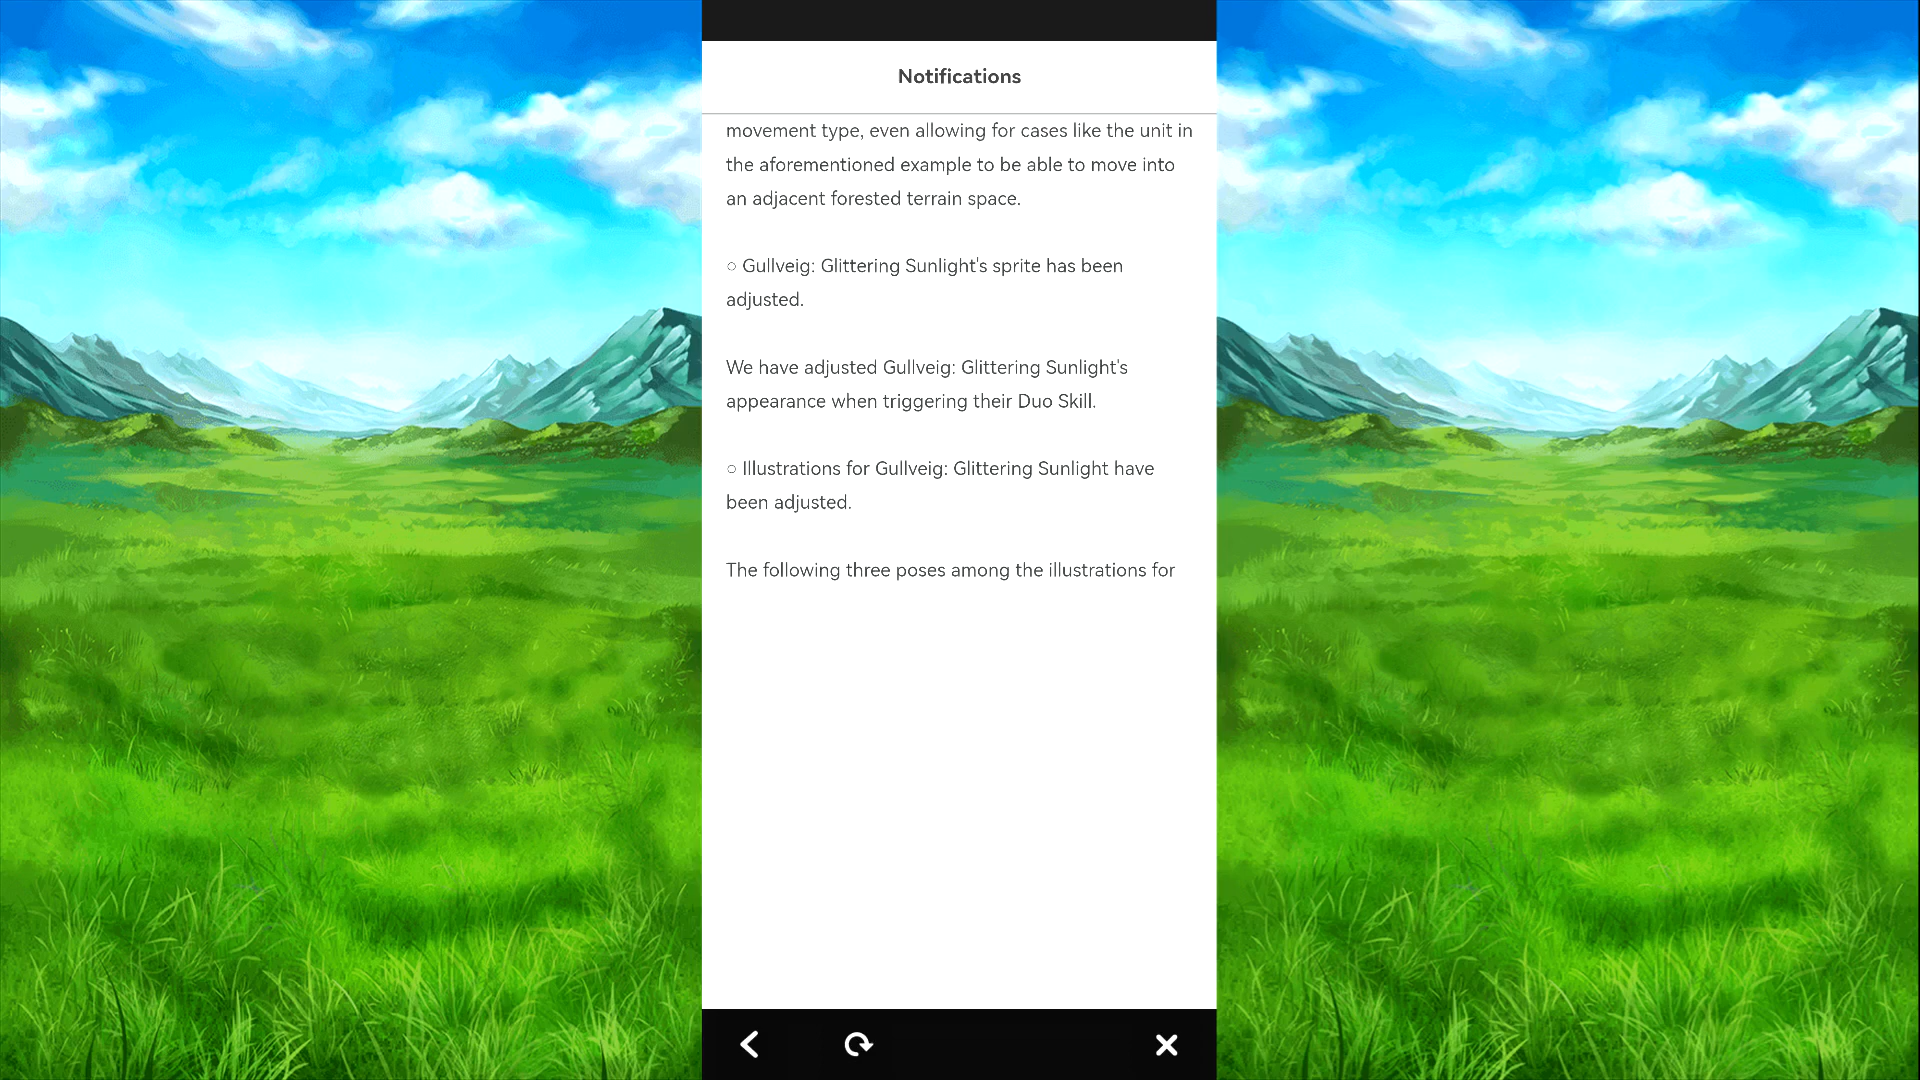 Notifications
movement type, even allowing for cases like the unit in
the aforementioned example to be able to move into
an adjacent forested terrain space.
○ Gullveig: Glittering Sunlight's sprite has been
adjusted.
We have adjusted Gullveig: Glittering Sunlight's
appearance when triggering their Duo Skill.
○ Illustrations for Gullveig: Glittering Sunlight have
been adjusted.
The following three poses among the illustrations for